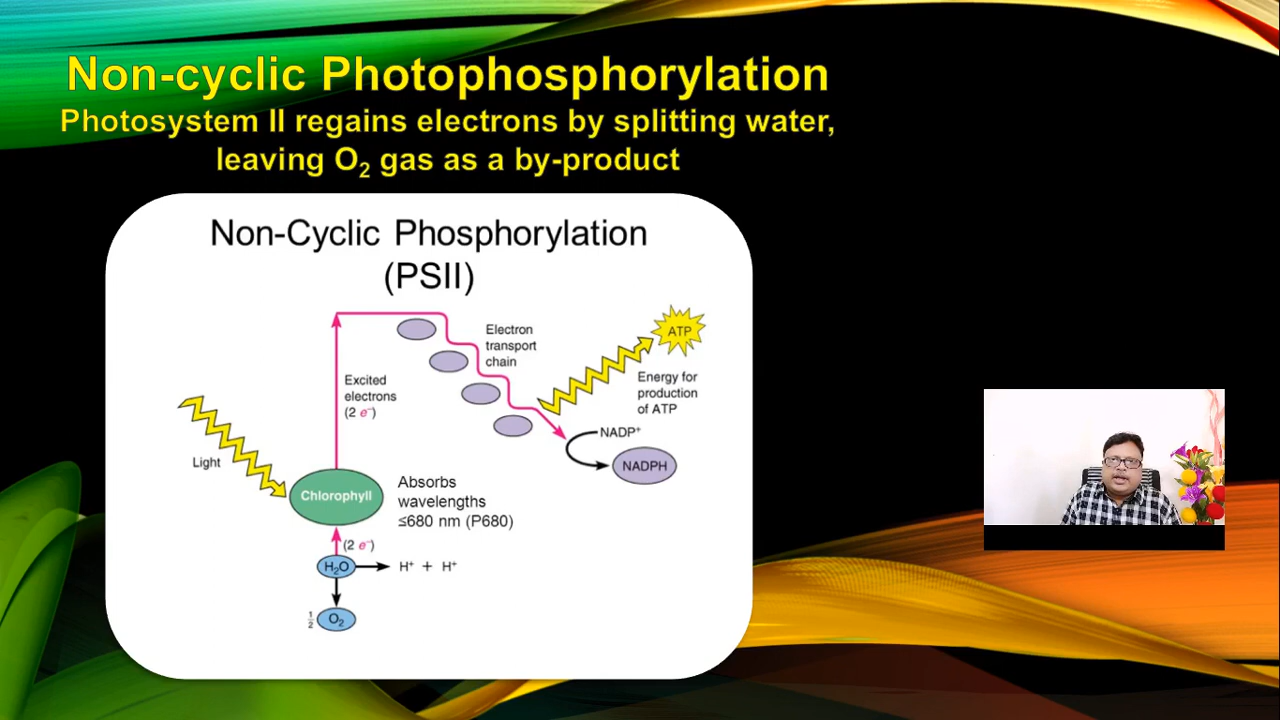 Non-cyclic Photophosphorylation
Photosystem II regains electrons by splitting water,
leaving O₂ gas as a by-product
Non-Cyclic Phosphorylation
(PSII)
Electron
transport
chain
ATP
Energy for
production
of ATP
Excited
electrons
(2 e⁻)
NADP⁺
NADPH
Light
Chlorophyll
Absorbs
wavelengths
≤680 nm (P680)
(2 e⁻)
H₂O
H⁺ + H⁺
½ O₂